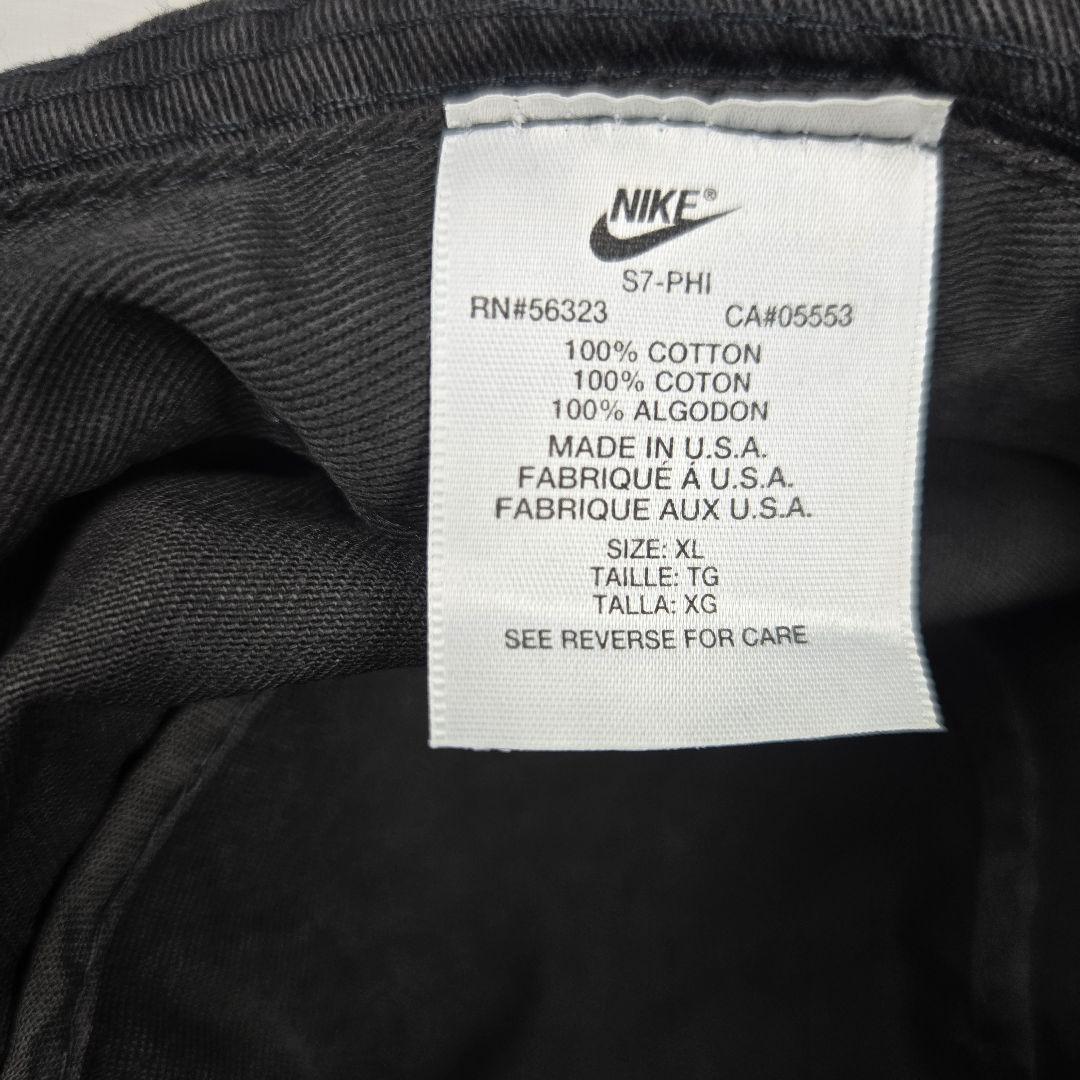 NIKE®
S7-PHI
RN#56323 CA#05553
100% COTTON
100% COTON
100% ALGODON
MADE IN U.S.A.
FABRIQUÉ Á U.S.A.
FABRIQUE AUX U.S.A.
SIZE: XL
TAILLE: TG
TALLA: XG
SEE REVERSE FOR CARE